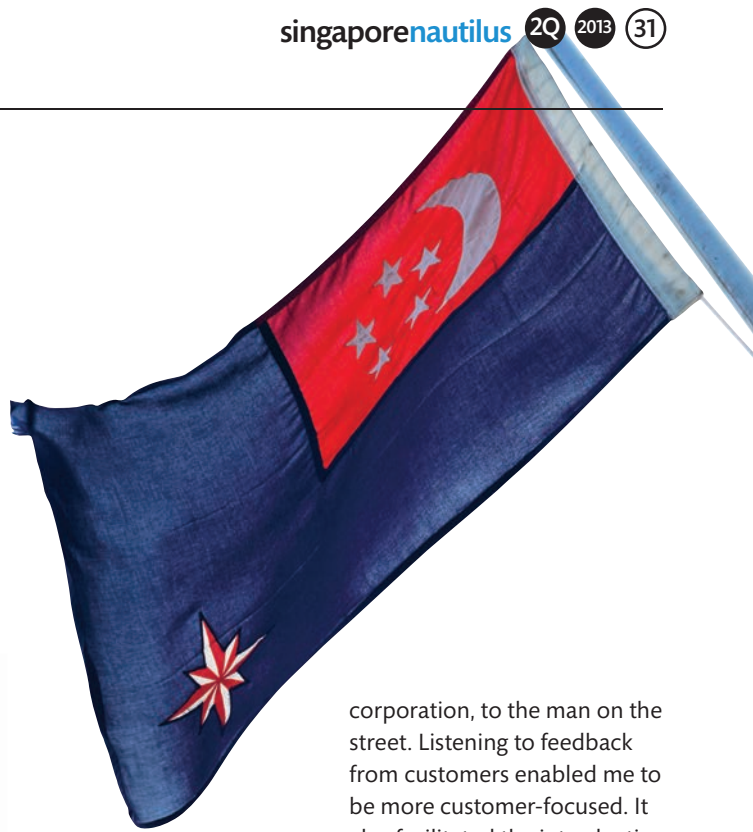 singaporenautilus 2Q 2013 31
corporation, to the man on the
street. Listening to feedback
from customers enabled me to
be more customer-focused. It